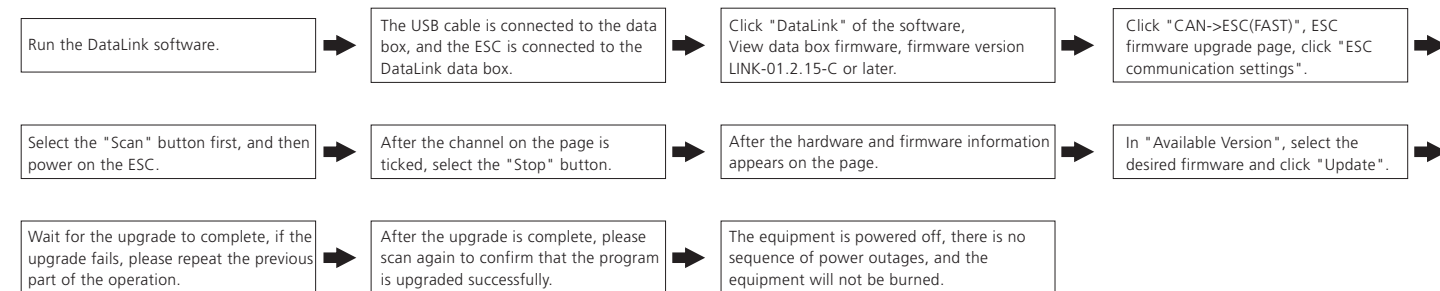 Run the DataLink software.
The USB cable is connected to the data
box, and the ESC is connected to the
DataLink data box.
Click "DataLink" of the software,
View data box firmware, firmware version
LINK-01.2.15-C or later.
Click "CAN->ESC(FAST)", ESC
firmware upgrade page, click "ESC
communication settings".
Select the "Scan" button first, and then
power on the ESC.
After the channel on the page is
ticked, select the "Stop" button.
After the hardware and firmware information
appears on the page.
In "Available Version", select the
desired firmware and click "Update".
Wait for the upgrade to complete, if the
upgrade fails, please repeat the previous
part of the operation.
After the upgrade is complete, please
scan again to confirm that the program
is upgraded successfully.
The equipment is powered off, there is no
sequence of power outages, and the
equipment will not be burned.